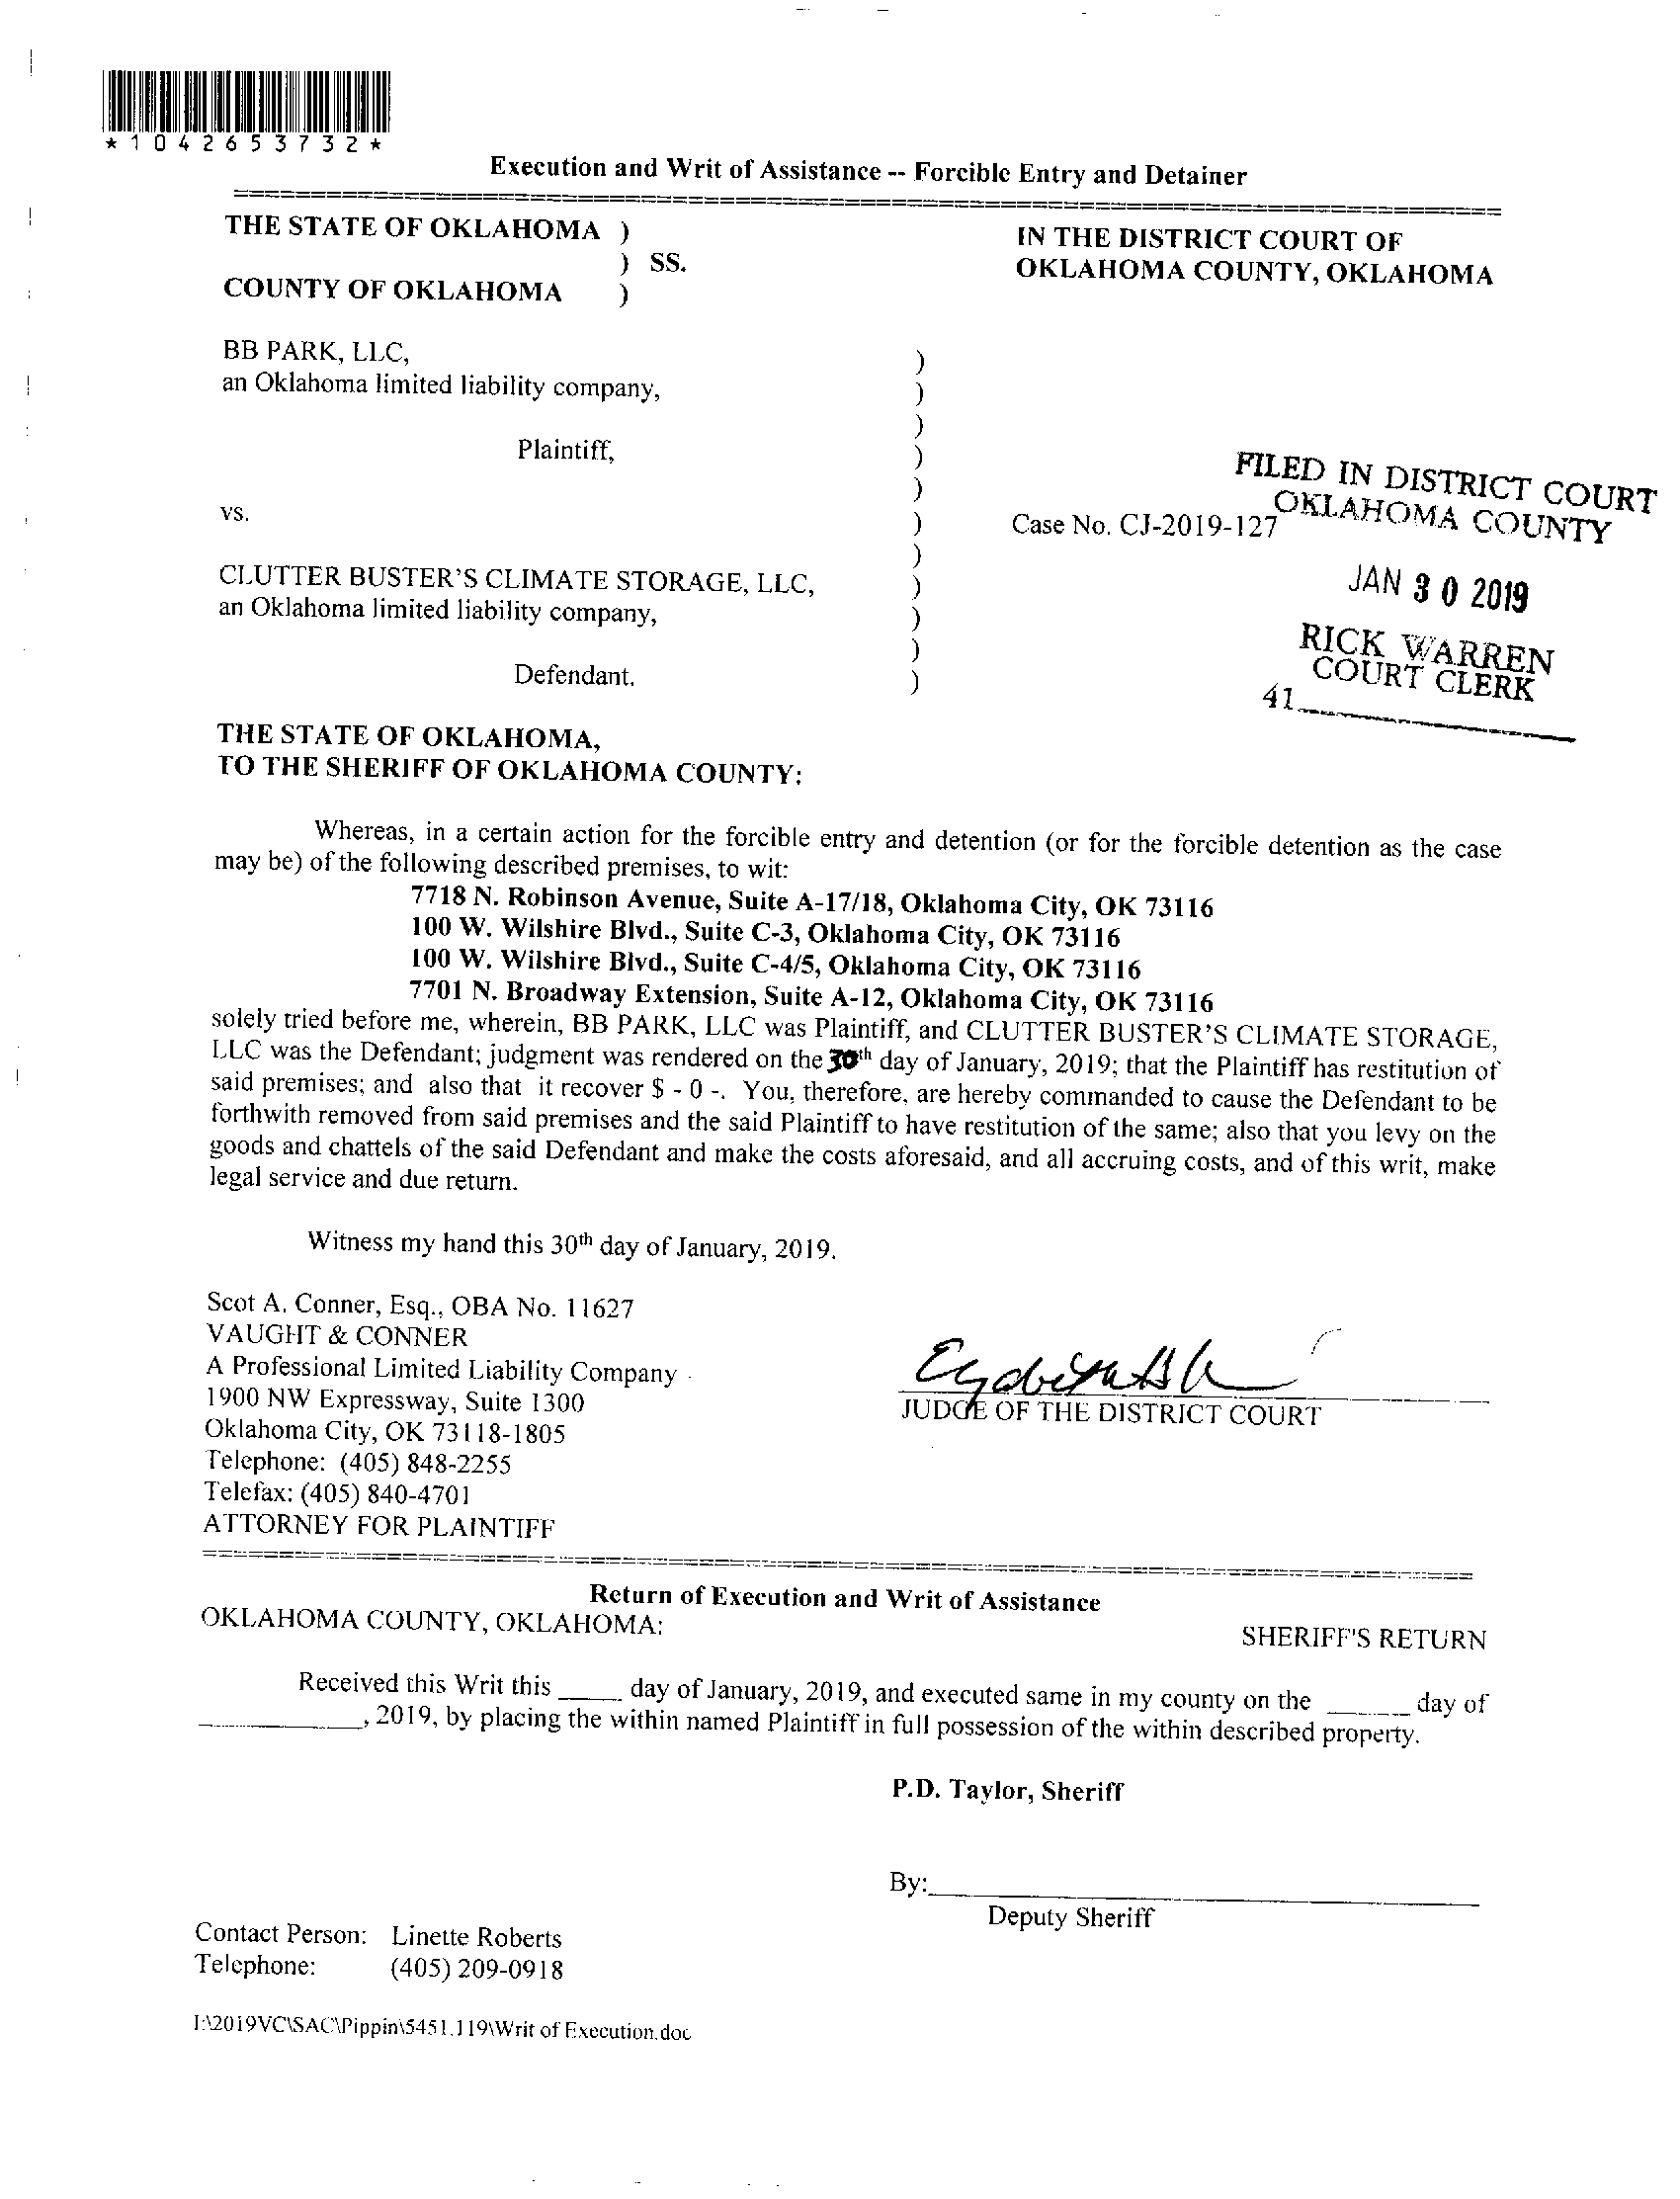 *1042653732*
Execution and Writ of Assistance -- Forcible Entry and Detainer
THE STATE OF OKLAHOMA )
) SS.
COUNTY OF OKLAHOMA )
IN THE DISTRICT COURT OF
OKLAHOMA COUNTY, OKLAHOMA
BB PARK, LLC, )
an Oklahoma limited liability company, )
)
Plaintiff, )
)
vs. )
)
CLUTTER BUSTER'S CLIMATE STORAGE, LLC, )
an Oklahoma limited liability company, )
)
Defendant. )
Case No. CJ-2019-127
FILED IN DISTRICT COURT
OKLAHOMA COUNTY
JAN 30 2019
RICK WARREN
COURT CLERK
41
THE STATE OF OKLAHOMA,
TO THE SHERIFF OF OKLAHOMA COUNTY:
Whereas, in a certain action for the forcible entry and detention (or for the forcible detention as the case
may be) of the following described premises, to wit:
7718 N. Robinson Avenue, Suite A-17/18, Oklahoma City, OK 73116
100 W. Wilshire Blvd., Suite C-3, Oklahoma City, OK 73116
100 W. Wilshire Blvd., Suite C-4/5, Oklahoma City, OK 73116
7701 N. Broadway Extension, Suite A-12, Oklahoma City, OK 73116
solely tried before me, wherein, BB PARK, LLC was Plaintiff, and CLUTTER BUSTER'S CLIMATE STORAGE,
LLC was the Defendant; judgment was rendered on the 30th day of January, 2019; that the Plaintiff has restitution of
said premises; and also that it recover $ - 0 -. You, therefore, are hereby commanded to cause the Defendant to be
forthwith removed from said premises and the said Plaintiff to have restitution of the same; also that you levy on the
goods and chattels of the said Defendant and make the costs aforesaid, and all accruing costs, and of this writ, make
legal service and due return.
Witness my hand this 30th day of January, 2019.
Scot A. Conner, Esq., OBA No. 11627
VAUGHT & CONNER
A Professional Limited Liability Company
1900 NW Expressway, Suite 1300
Oklahoma City, OK 73118-1805
Telephone: (405) 848-2255
Telefax: (405) 840-4701
ATTORNEY FOR PLAINTIFF
JUDGE OF THE DISTRICT COURT
Return of Execution and Writ of Assistance
OKLAHOMA COUNTY, OKLAHOMA:
SHERIFF'S RETURN
Received this Writ this _____ day of January, 2019, and executed same in my county on the ______ day of
____________, 2019, by placing the within named Plaintiff in full possession of the within described property.
P.D. Taylor, Sheriff
By:
Deputy Sheriff
Contact Person: Linette Roberts
Telephone: (405) 209-0918
I:\2019VC\SAC\Pippin\5451.119\Writ of Execution.doc